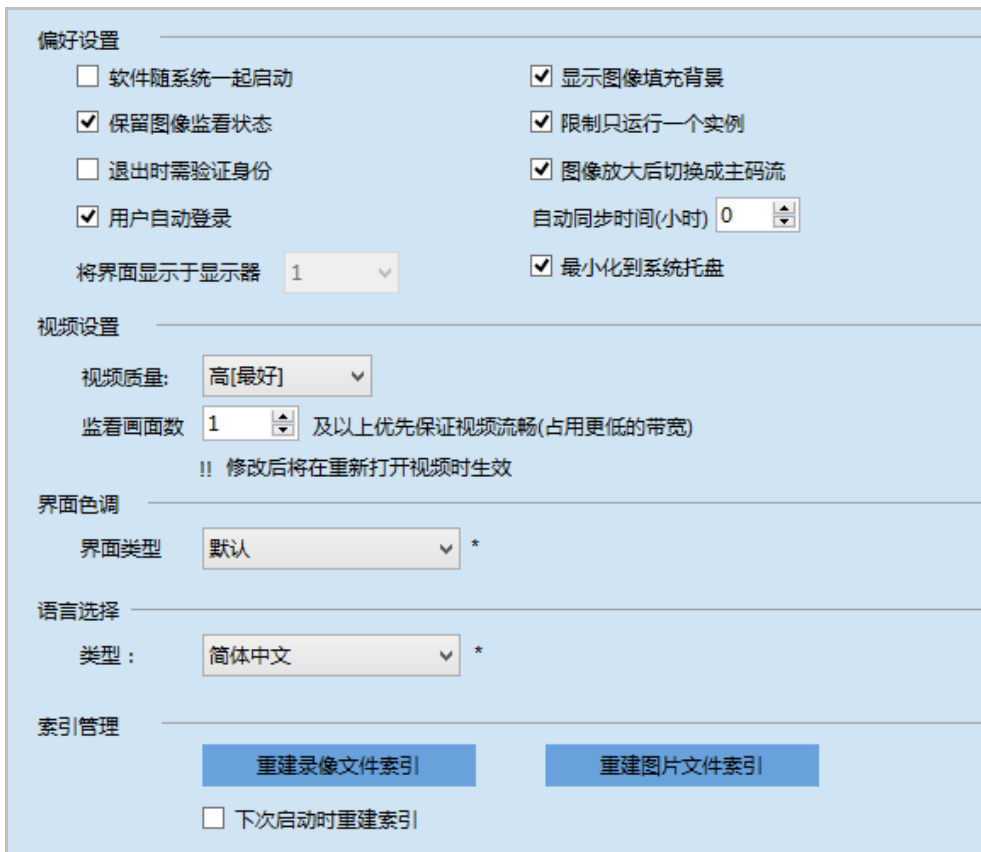 偏好设置
软件随系统一起启动
显示图像填充背景
保留图像监看状态
限制只运行一个实例
退出时需验证身份
图像放大后切换成主码流
用户自动登录
自动同步时间(小时) 0
将界面显示于显示器 1
最小化到系统托盘
视频设置
视频质量: 高[最好]
监看画面数 1 及以上优先保证视频流畅(占用更低的带宽)
!! 修改后将在重新打开视频时生效
界面色调
界面类型 默认 *
语言选择
类型： 简体中文 *
索引管理
重建录像文件索引 重建图片文件索引
下次启动时重建索引